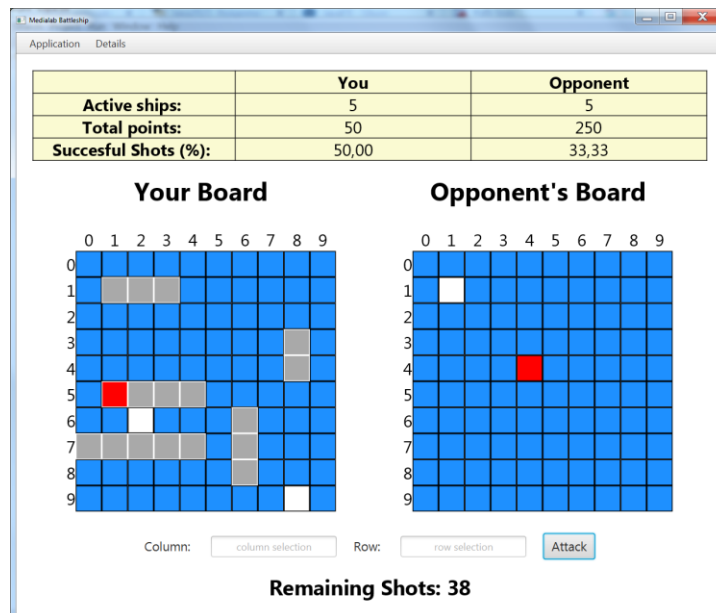 Medialab Battleship
Application Details
You Opponent
Active ships: 5 5
Total points: 50 250
Succesful Shots (%): 50,00 33,33
Your Board Opponent's Board
0 1 2 3 4 5 6 7 8 9 0 1 2 3 4 5 6 7 8 9
0 0
1 1
2 2
3 3
4 4
5 5
6 6
7 7
8 8
9 9
Column: column selection Row: row selection Attack
Remaining Shots: 38